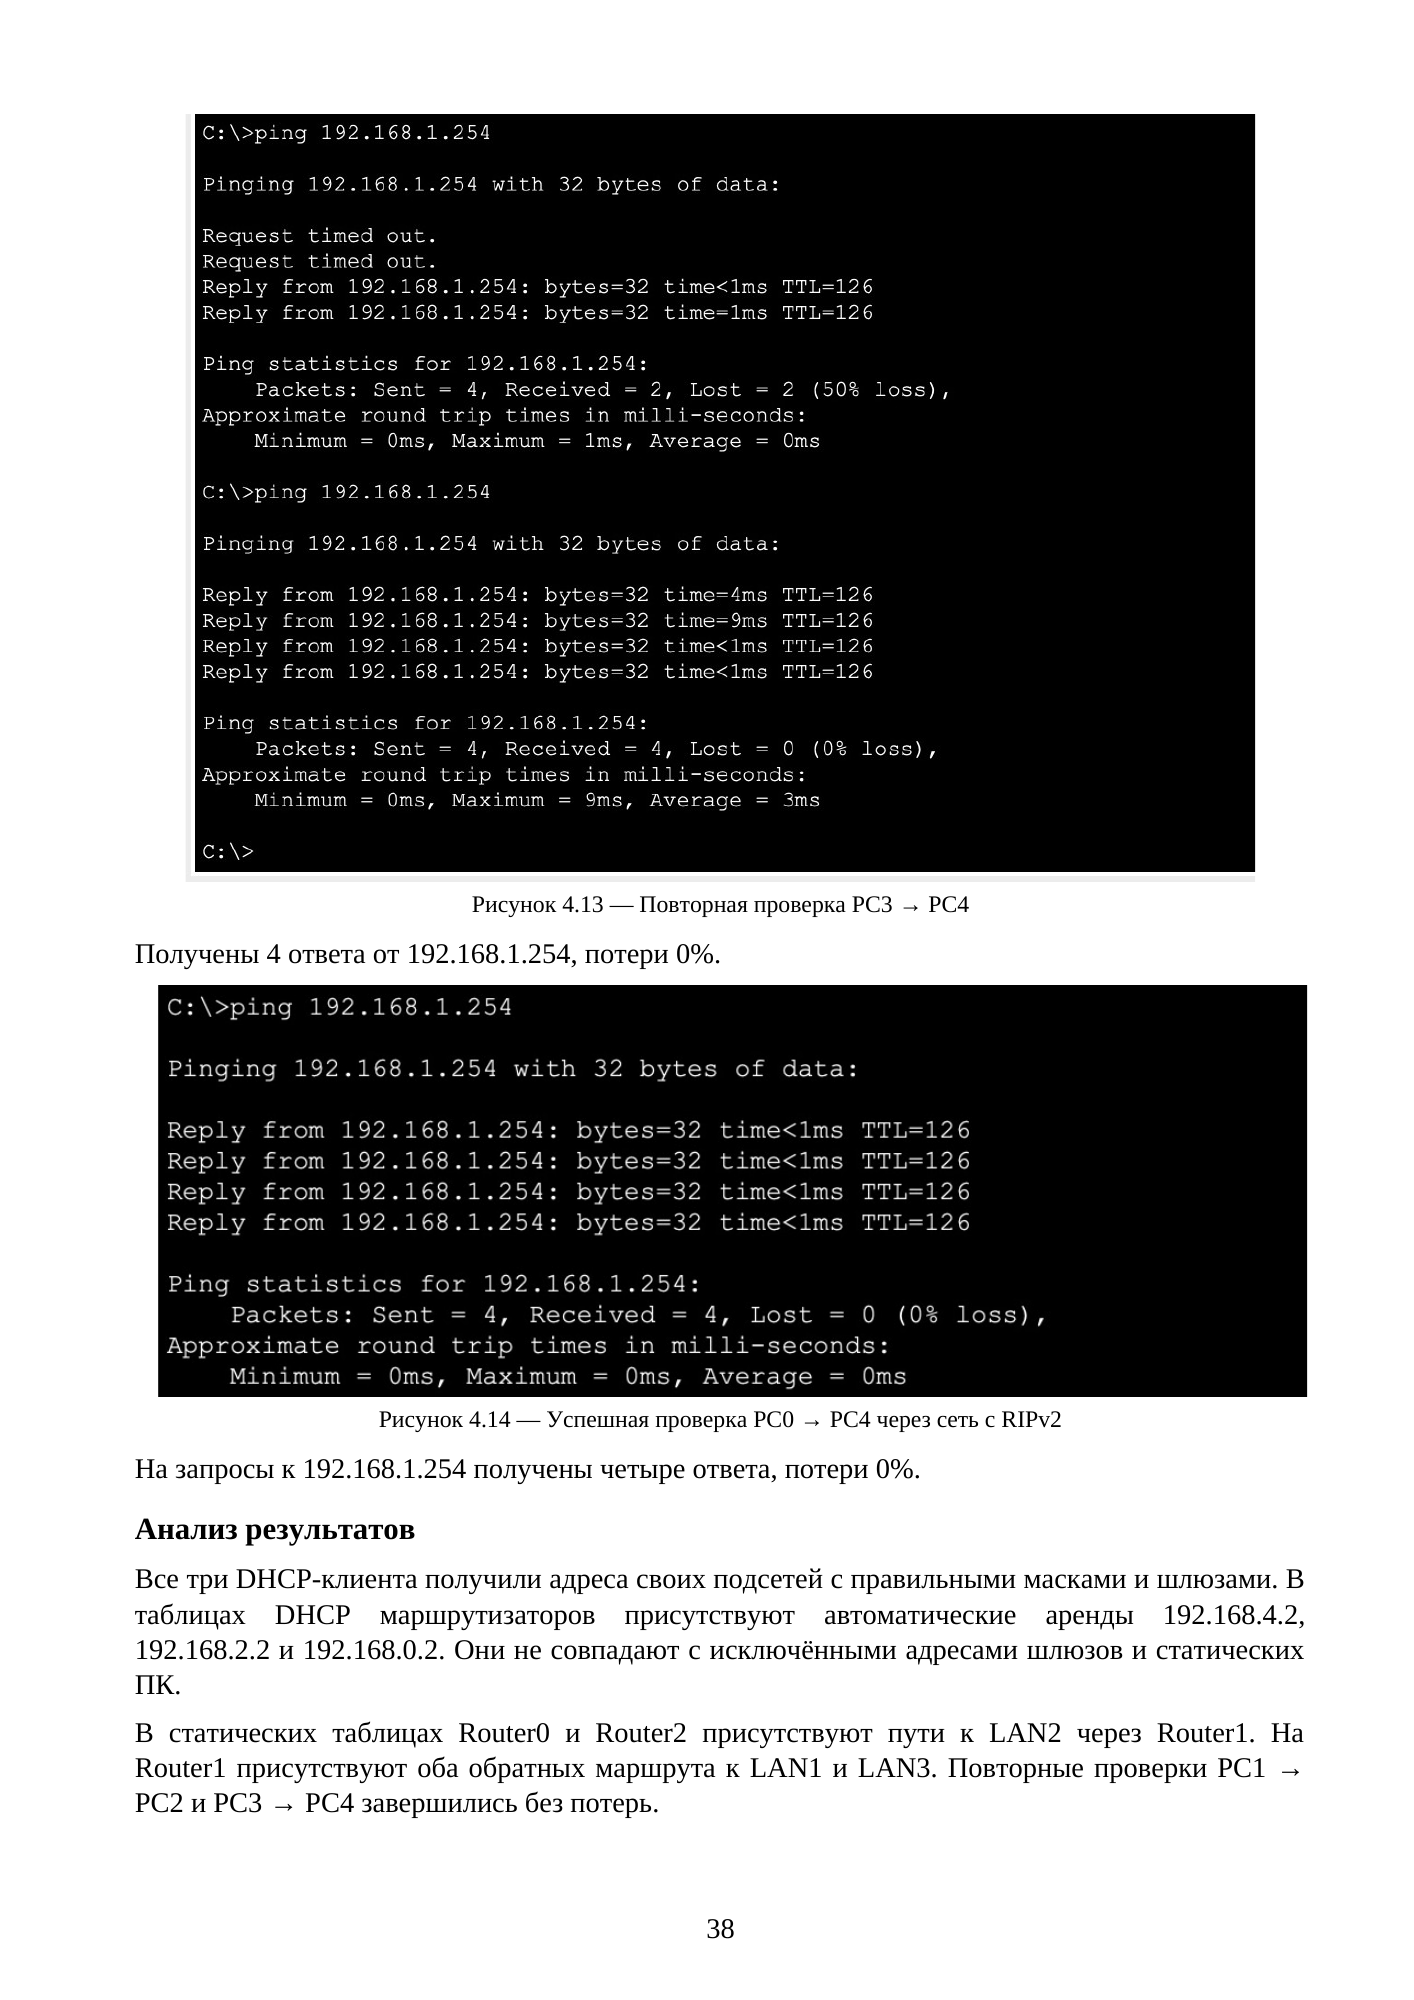 C:\>ping 192.168.1.254
Pinging 192.168.1.254 with 32 bytes of data:
Request timed out.
Request timed out.
Reply from 192.168.1.254: bytes=32 time<1ms TTL=126
Reply from 192.168.1.254: bytes=32 time=1ms TTL=126
Ping statistics for 192.168.1.254:
    Packets: Sent = 4, Received = 2, Lost = 2 (50% loss),
Approximate round trip times in milli-seconds:
    Minimum = 0ms, Maximum = 1ms, Average = 0ms
C:\>ping 192.168.1.254
Pinging 192.168.1.254 with 32 bytes of data:
Reply from 192.168.1.254: bytes=32 time=4ms TTL=126
Reply from 192.168.1.254: bytes=32 time=9ms TTL=126
Reply from 192.168.1.254: bytes=32 time<1ms TTL=126
Reply from 192.168.1.254: bytes=32 time<1ms TTL=126
Ping statistics for 192.168.1.254:
    Packets: Sent = 4, Received = 4, Lost = 0 (0% loss),
Approximate round trip times in milli-seconds:
    Minimum = 0ms, Maximum = 9ms, Average = 3ms
C:\>
Рисунок 4.13 — Повторная проверка PC3 → PC4
Получены 4 ответа от 192.168.1.254, потери 0%.
C:\>ping 192.168.1.254
Pinging 192.168.1.254 with 32 bytes of data:
Reply from 192.168.1.254: bytes=32 time<1ms TTL=126
Reply from 192.168.1.254: bytes=32 time<1ms TTL=126
Reply from 192.168.1.254: bytes=32 time<1ms TTL=126
Reply from 192.168.1.254: bytes=32 time<1ms TTL=126
Ping statistics for 192.168.1.254:
    Packets: Sent = 4, Received = 4, Lost = 0 (0% loss),
Approximate round trip times in milli-seconds:
    Minimum = 0ms, Maximum = 0ms, Average = 0ms
Рисунок 4.14 — Успешная проверка PC0 → PC4 через сеть с RIPv2
На запросы к 192.168.1.254 получены четыре ответа, потери 0%.
Анализ результатов
Все три DHCP-клиента получили адреса своих подсетей с правильными масками и шлюзами. В
таблицах DHCP маршрутизаторов присутствуют автоматические аренды 192.168.4.2,
192.168.2.2 и 192.168.0.2. Они не совпадают с исключёнными адресами шлюзов и статических
ПК.
В статических таблицах Router0 и Router2 присутствуют пути к LAN2 через Router1. На
Router1 присутствуют оба обратных маршрута к LAN1 и LAN3. Повторные проверки PC1 →
PC2 и PC3 → PC4 завершились без потерь.
38